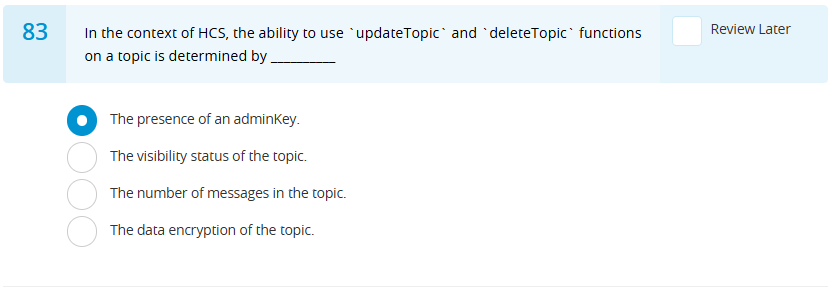 83
In the context of HCS, the ability to use `updateTopic` and `deleteTopic` functions
on a topic is determined by __________
Review Later
The presence of an adminKey.
The visibility status of the topic.
The number of messages in the topic.
The data encryption of the topic.